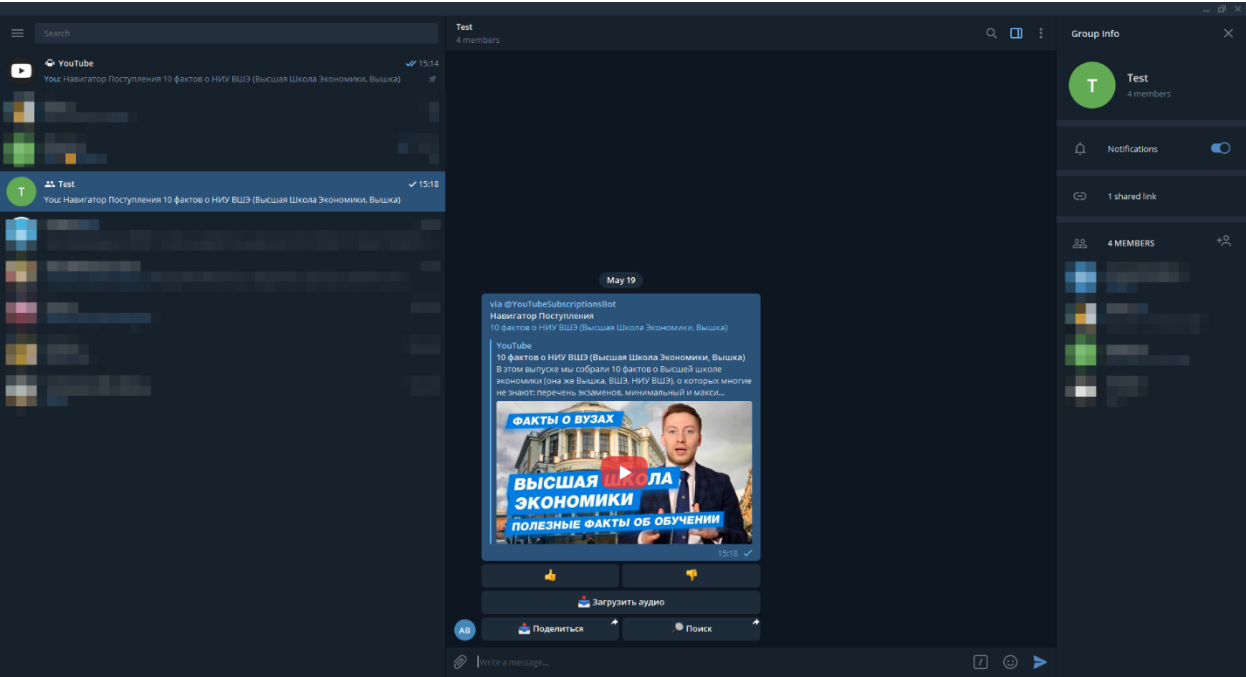 Search
YouTube
15:14
You: Навигатор Поступления 10 фактов о НИУ ВШЭ (Высшая Школа Экономики, Вышка)
T
Test
15:18
You: Навигатор Поступления 10 фактов о НИУ ВШЭ (Высшая Школа Экономики, Вышка)
Test
4 members
May 19
via @YouTubeSubscriptionsBot
Навигатор Поступления
10 фактов о НИУ ВШЭ (Высшая Школа Экономики, Вышка)
YouTube
10 фактов о НИУ ВШЭ (Высшая Школа Экономики, Вышка)
В этом выпуске мы собрали 10 фактов о Высшей школе
экономики (она же Вышка, ВШЭ, НИУ ВШЭ), о которых многие
не знают: перечень экзаменов, минимальный и макси...
ФАКТЫ О ВУЗАХ
ВЫСШАЯ ШКОЛА
ЭКОНОМИКИ
ПОЛЕЗНЫЕ ФАКТЫ ОБ ОБУЧЕНИИ
15:18
Загрузить аудио
AB
Поделиться
Поиск
Write a message...
Group Info
T
Test
4 members
Notifications
1 shared link
4 MEMBERS